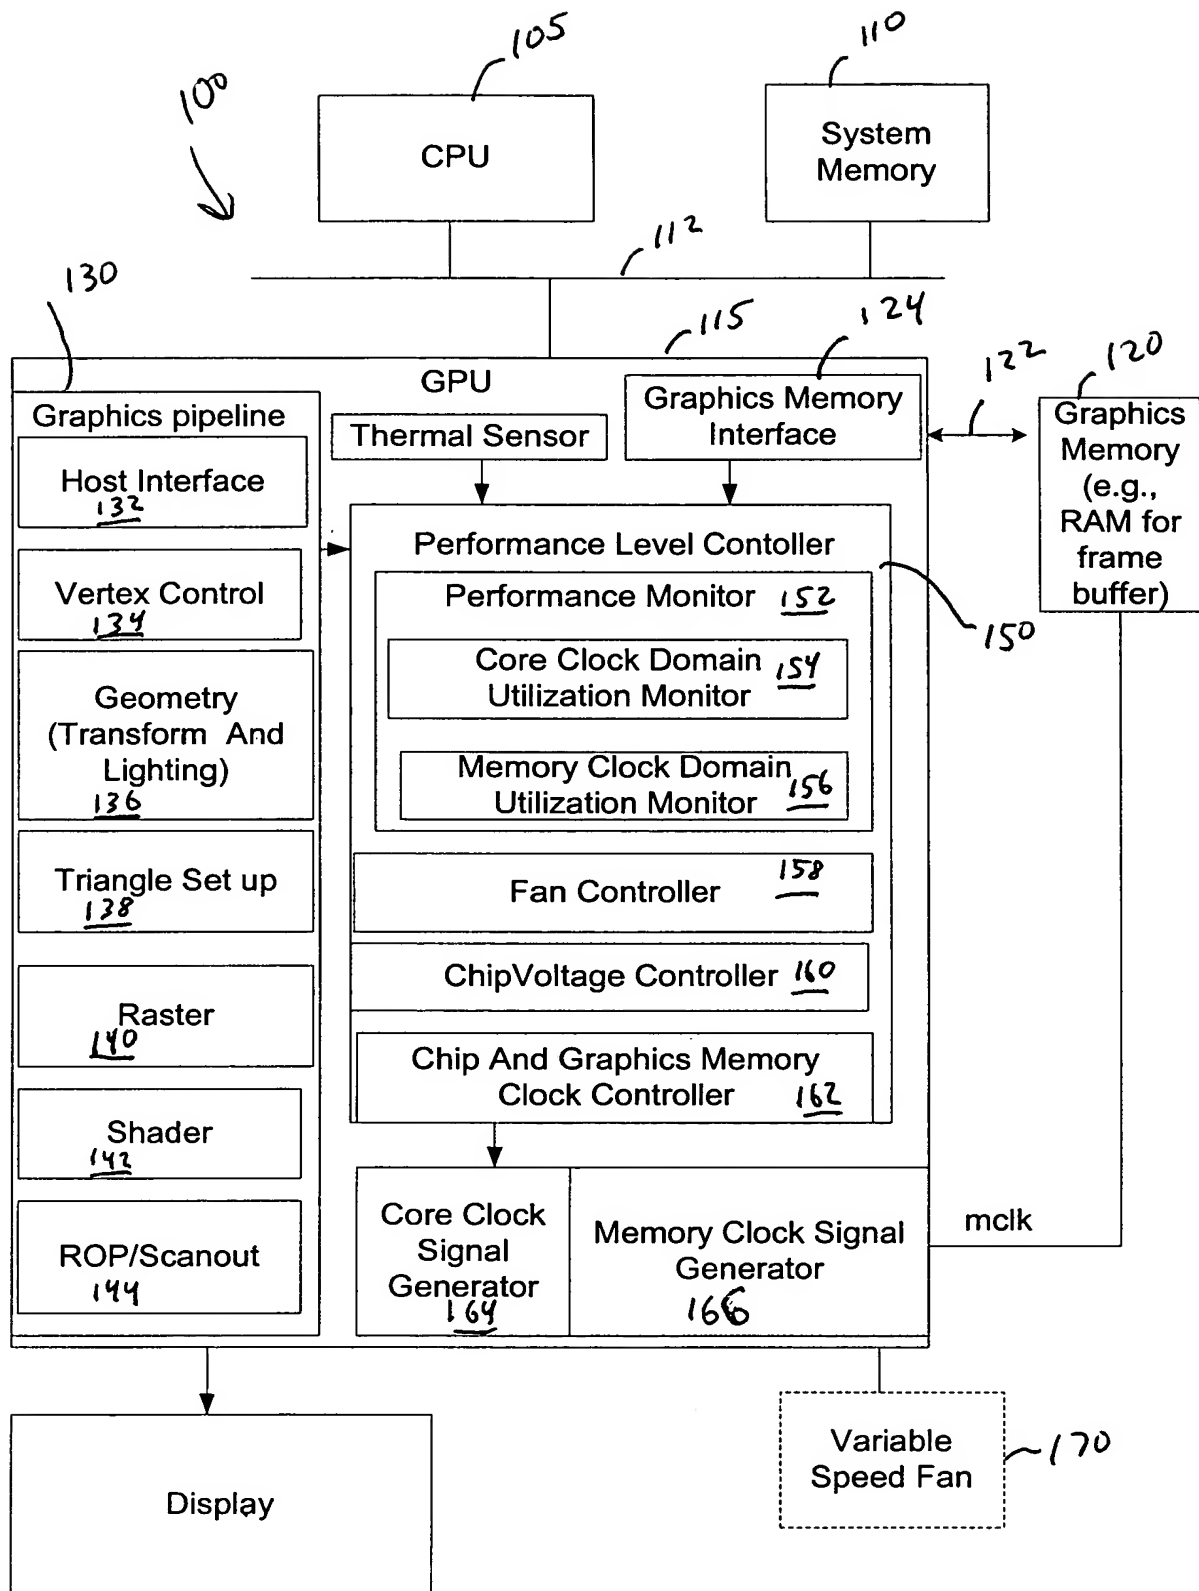 105
110
100
CPU
System
Memory
112
130
115
124
122
120
GPU
Graphics pipeline
Thermal Sensor
Graphics Memory
Interface
Graphics
Memory
(e.g.,
RAM for
frame
buffer)
Host Interface
132
Performance Level Contoller
Vertex Control
134
Performance Monitor 152
150
Core Clock Domain
Utilization Monitor
154
Geometry
(Transform And
Lighting)
136
Memory Clock Domain
Utilization Monitor
156
Triangle Set up
138
Fan Controller
158
ChipVoltage Controller 160
Raster
140
Chip And Graphics Memory
Clock Controller 162
Shader
142
Core Clock
Signal
Generator
164
Memory Clock Signal
Generator
166
mclk
ROP/Scanout
144
Variable
Speed Fan
170
Display